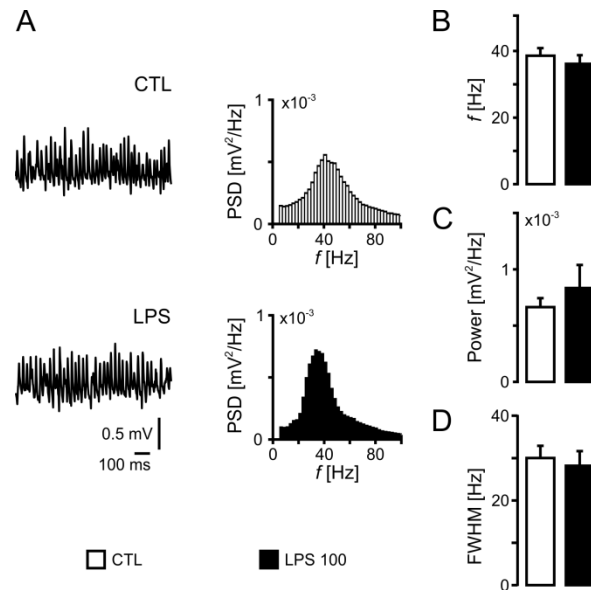 A
CTL
x10-3
PSD [mV2/Hz]
1
0
0
40
80
f [Hz]
LPS
x10-3
PSD [mV2/Hz]
1
0
0
40
80
f [Hz]
0.5 mV
100 ms
CTL
LPS 100
B
f [Hz]
40
20
0
C
x10-3
Power [mV2/Hz]
1
0
D
FWHM [Hz]
40
20
0